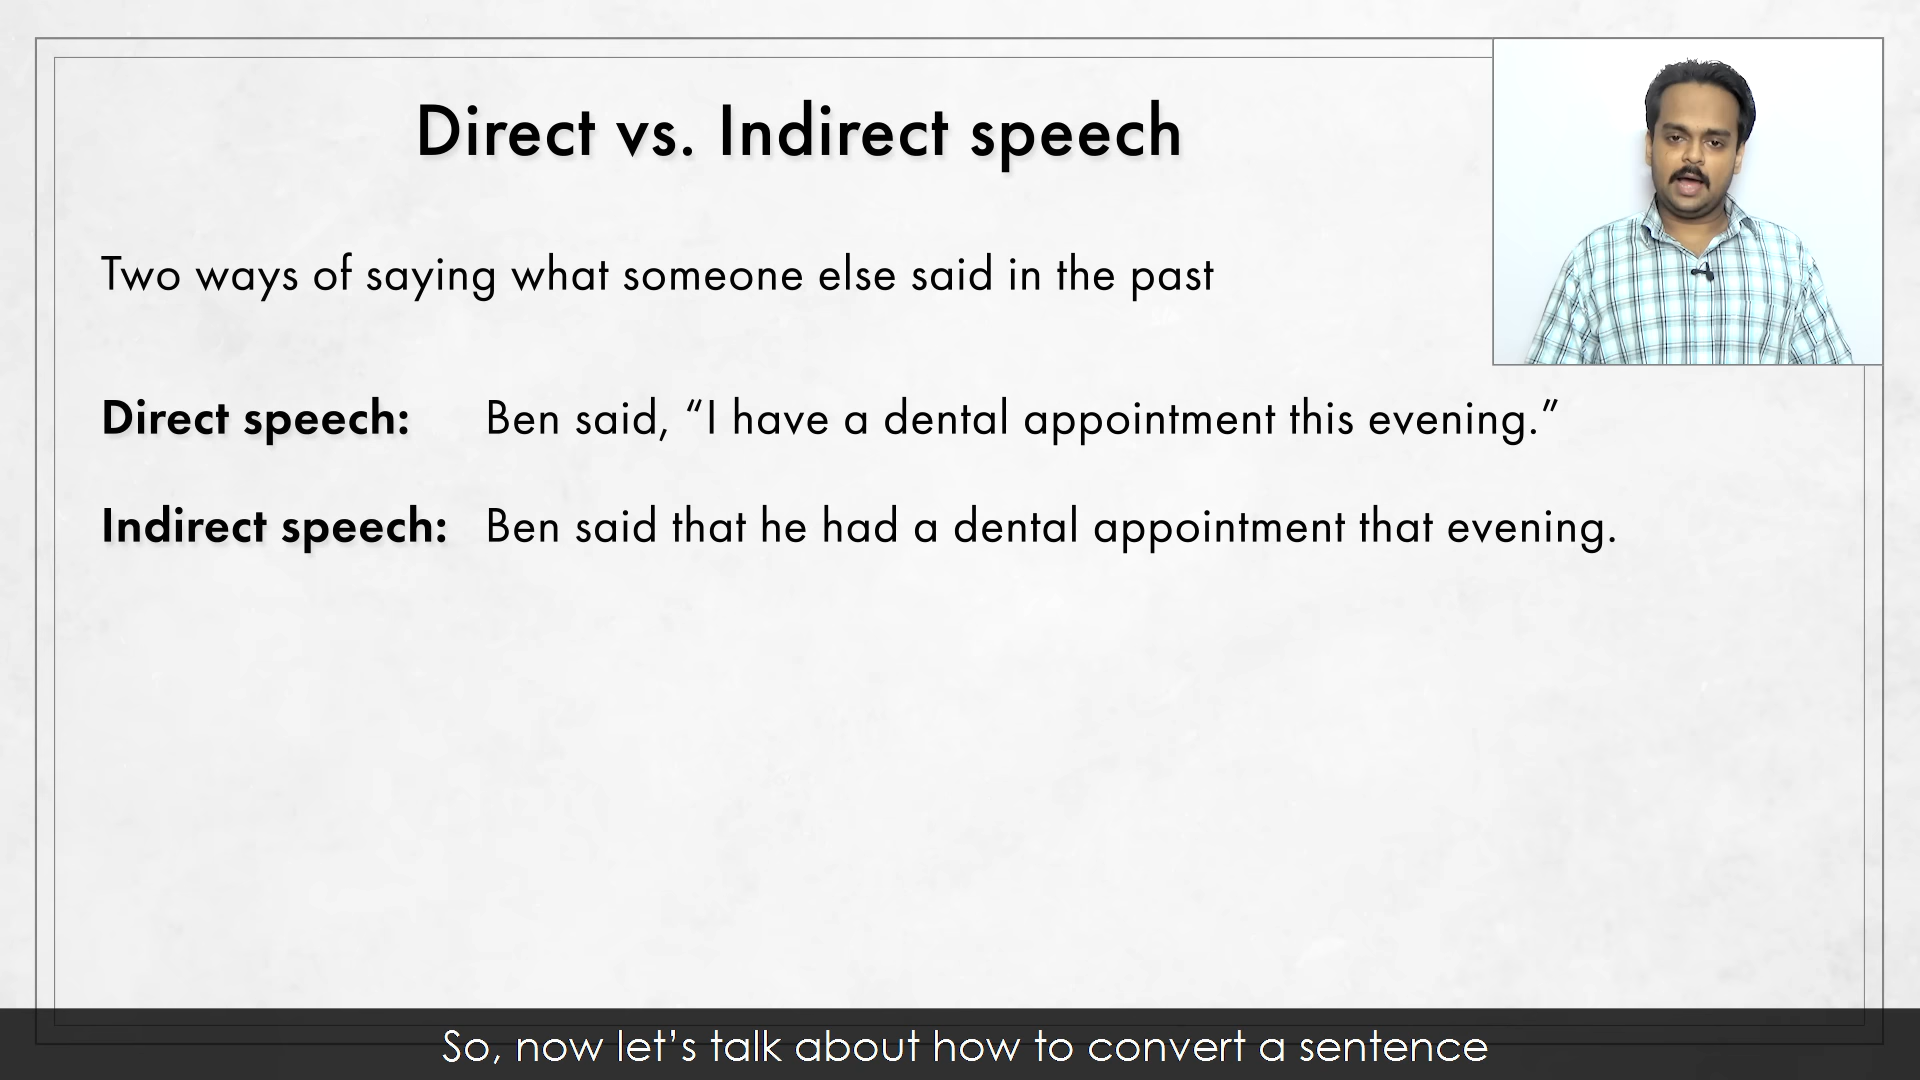 Direct vs. Indirect speech
Two ways of saying what someone else said in the past
Direct speech: Ben said, “I have a dental appointment this evening.”
Indirect speech: Ben said that he had a dental appointment that evening.
So, now let’s talk about how to convert a sentence